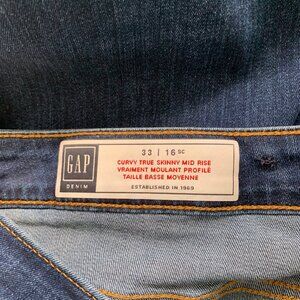 GAP
DENIM
33 | 16 SC
CURVY TRUE SKINNY MID RISE
VRAIMENT MOULANT PROFILÉ
TAILLE BASSE MOYENNE
ESTABLISHED IN 1969